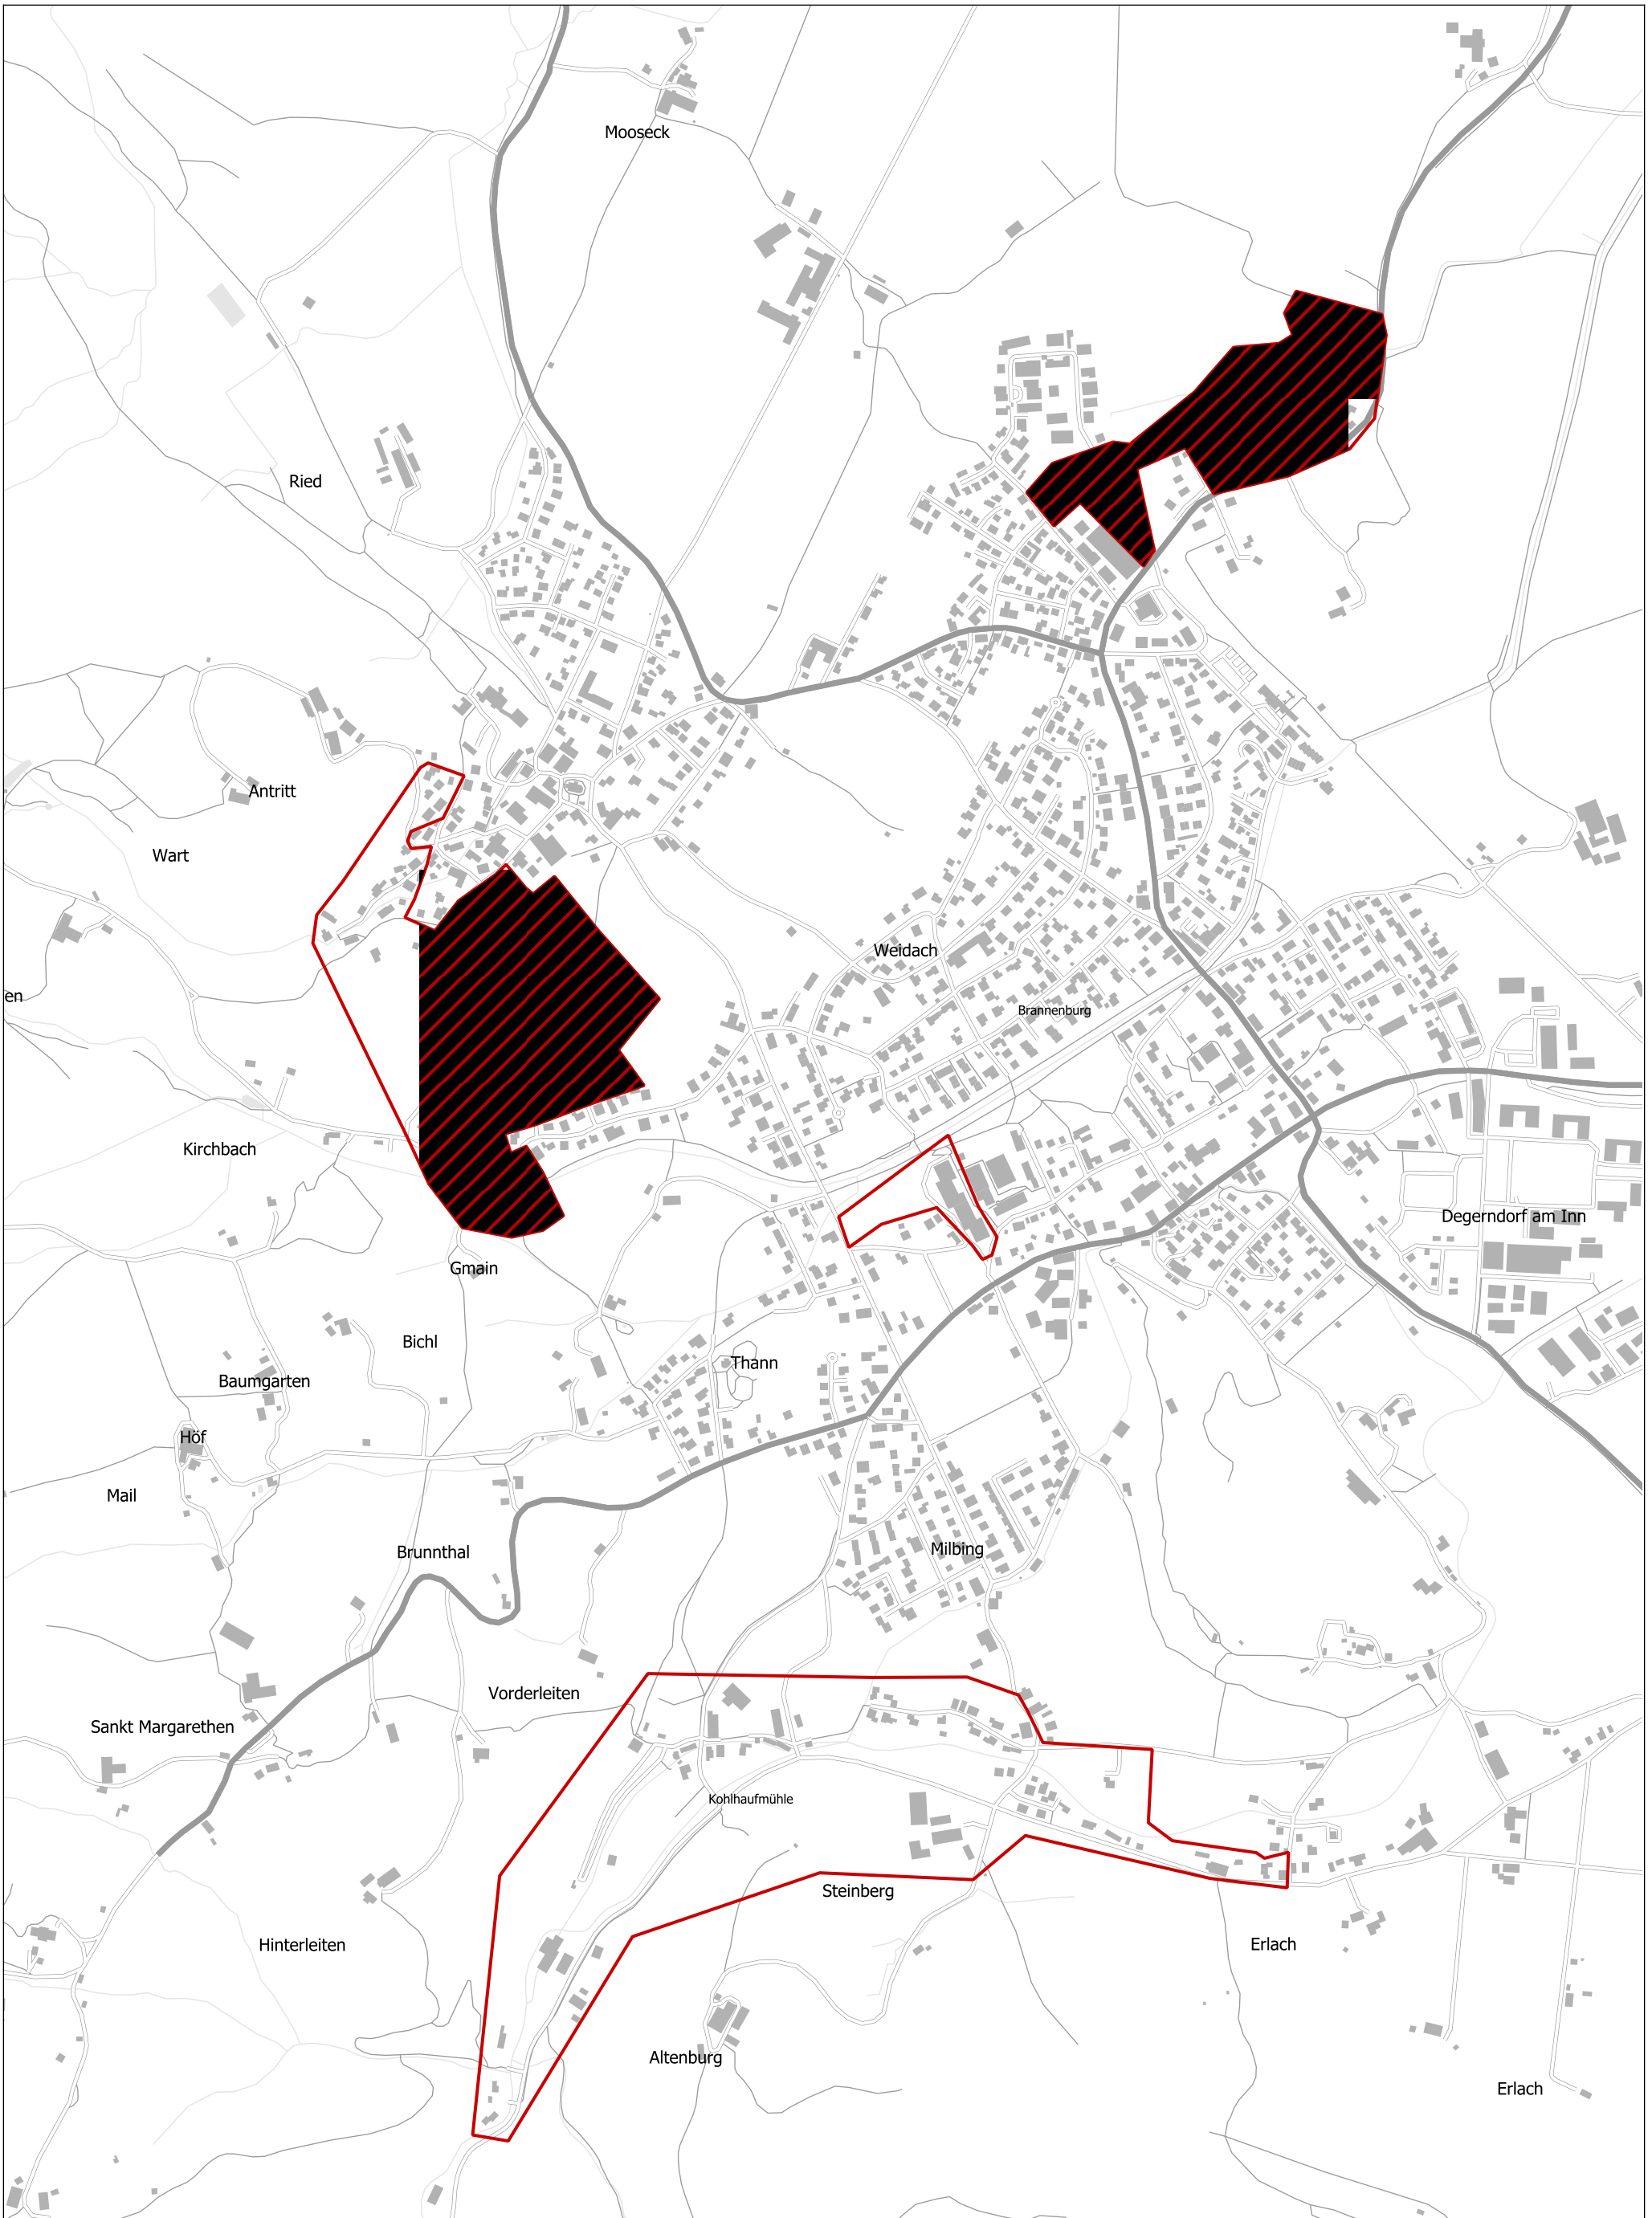 Mooseck
Ried
Antritt
Wart
Weidach
en
Brannenburg
Kirchbach
Degerndorf am Inn
Gmain
Bichl
Thann
Baumgarten
Höf
Mail
Milbing
Brunnthal
Vorderleiten
Sankt Margarethen
Kohlhaufmühle
Steinberg
Hinterleiten
Erlach
Altenburg
Erlach